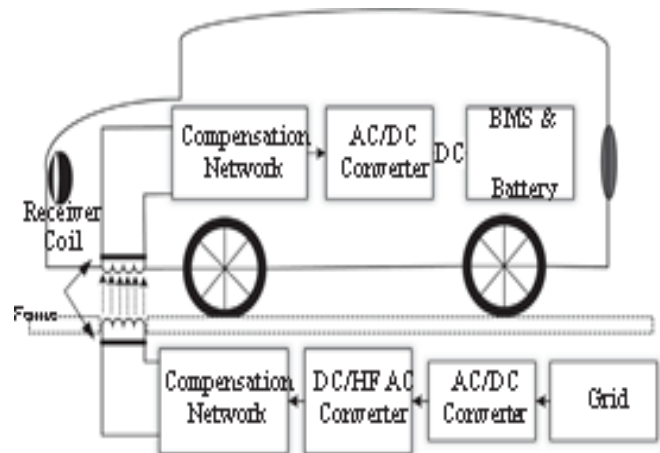 Compensation
Network
AC/DC
Converter
DC
BMS &
Battery
Receiver
Coil
Compensation
Network
DC/HF AC
Converter
AC/DC
Converter
Grid